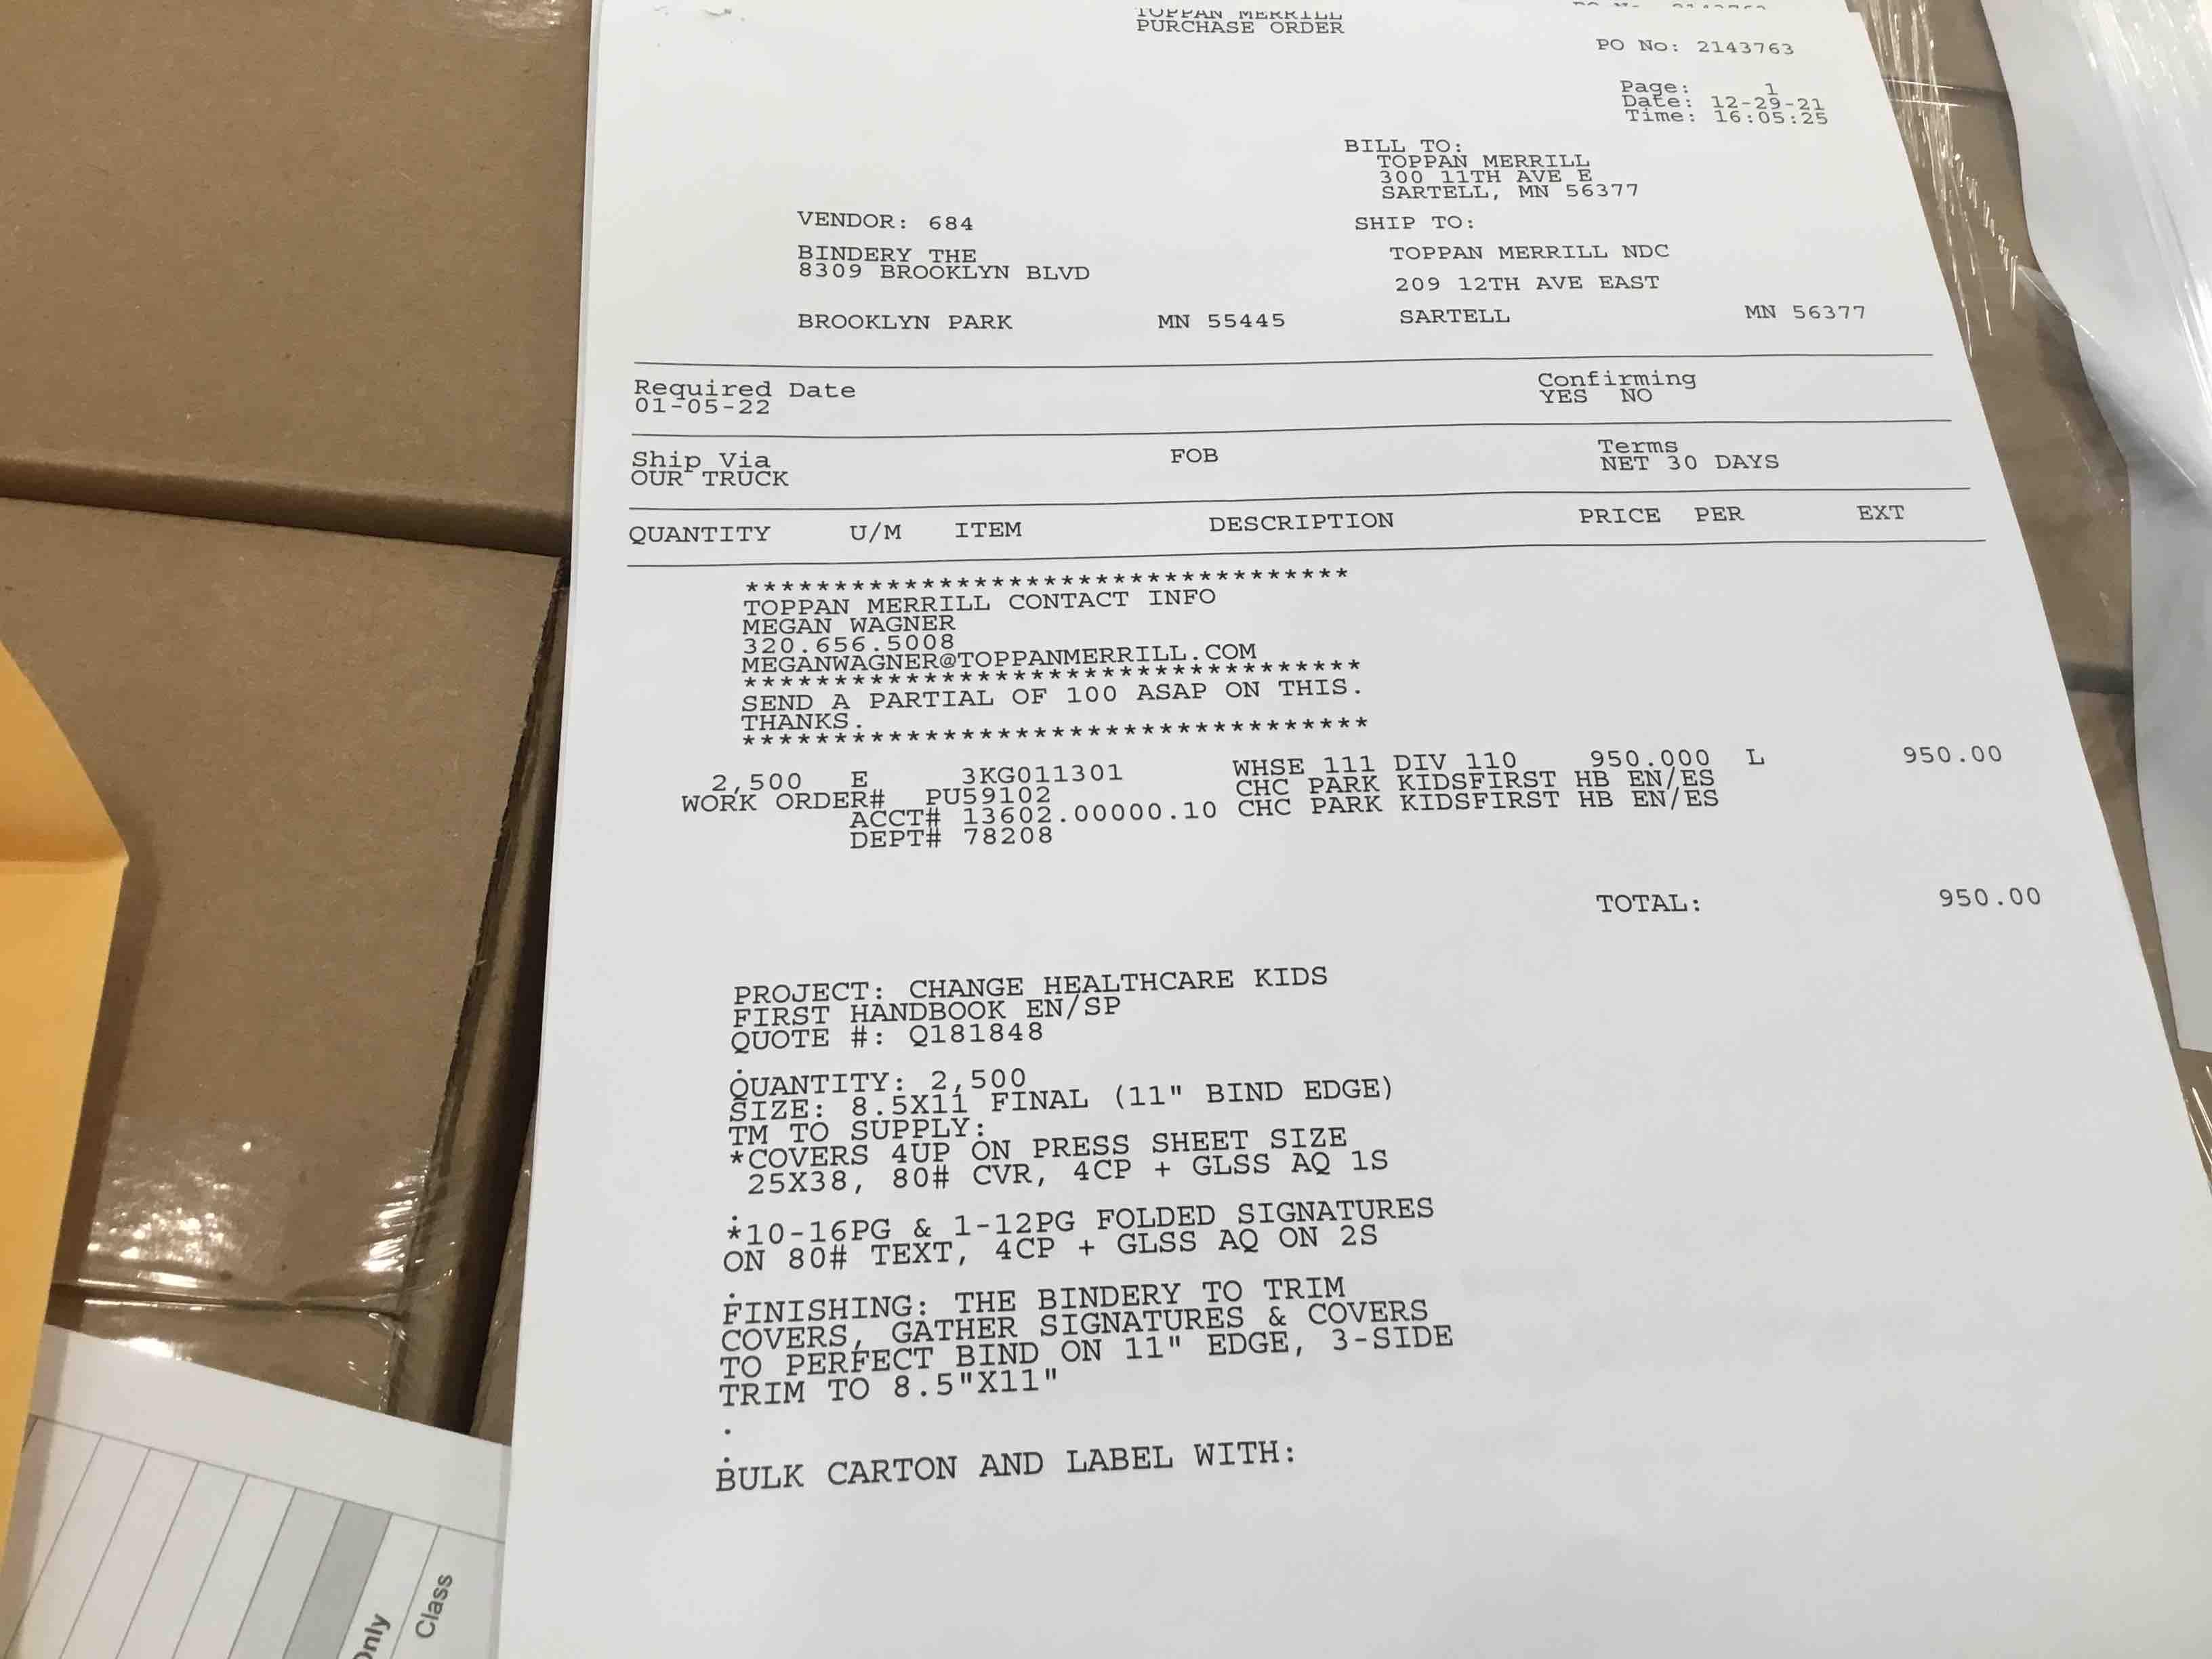 TOPPAN MERRILL
PURCHASE ORDER
PO No: 2143763
Page: 1
Date: 12-29-21
Time: 16:05:25
BILL TO:
TOPPAN MERRILL
300 11TH AVE E
SARTELL, MN 56377
VENDOR: 684
BINDERY THE
8309 BROOKLYN BLVD
BROOKLYN PARK MN 55445
SHIP TO:
TOPPAN MERRILL NDC
209 12TH AVE EAST
SARTELL MN 56377
Required Date
01-05-22
Confirming
YES NO
Ship Via
OUR TRUCK
FOB
Terms
NET 30 DAYS
QUANTITY U/M ITEM DESCRIPTION PRICE PER EXT
***********************************
TOPPAN MERRILL CONTACT INFO
MEGAN WAGNER
320.656.5008
MEGANWAGNER@TOPPANMERRILL.COM
***********************************
SEND A PARTIAL OF 100 ASAP ON THIS.
THANKS.
***********************************
2,500 E 3KG011301 WHSE 111 DIV 110 950.000 L 950.00
WORK ORDER# PU59102 CHC PARK KIDSFIRST HB EN/ES
ACCT# 13602.00000.10 CHC PARK KIDSFIRST HB EN/ES
DEPT# 78208
TOTAL: 950.00
PROJECT: CHANGE HEALTHCARE KIDS
FIRST HANDBOOK EN/SP
QUOTE #: Q181848
.
QUANTITY: 2,500
SIZE: 8.5X11 FINAL (11" BIND EDGE)
TM TO SUPPLY:
*COVERS 4UP ON PRESS SHEET SIZE
25X38, 80# CVR, 4CP + GLSS AQ 1S
.
*10-16PG & 1-12PG FOLDED SIGNATURES
ON 80# TEXT, 4CP + GLSS AQ ON 2S
.
FINISHING: THE BINDERY TO TRIM
COVERS, GATHER SIGNATURES & COVERS
TO PERFECT BIND ON 11" EDGE, 3-SIDE
TRIM TO 8.5"X11"
.
.
BULK CARTON AND LABEL WITH:
Only
Class